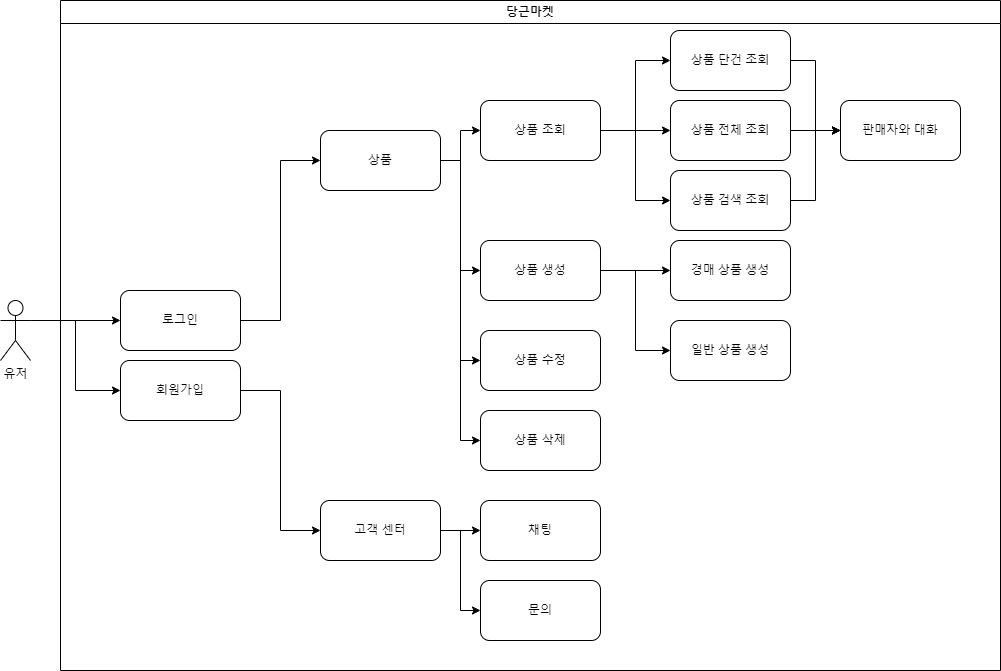 당근마켓
유저
로그인
회원가입
상품
상품 조회
상품 단건 조회
상품 전체 조회
상품 검색 조회
판매자와 대화
상품 생성
경매 상품 생성
일반 상품 생성
상품 수정
상품 삭제
고객 센터
채팅
문의